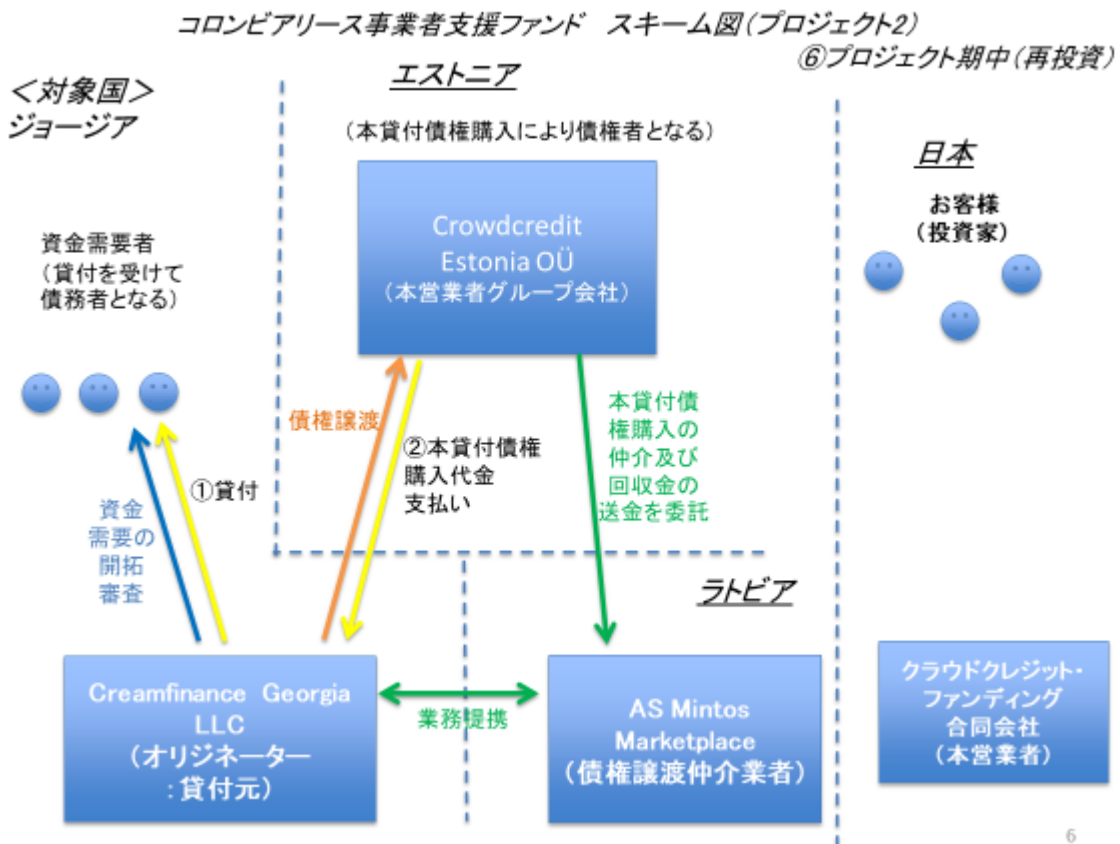 コロンビアリース事業者支援ファンド　スキーム図(プロジェクト2)
⑥プロジェクト期中(再投資)
＜対象国＞
ジョージア
エストニア
(本貸付債権購入により債権者となる)
日本
お客様
(投資家)
資金需要者
(貸付を受けて
債務者となる)
Crowdcredit
Estonia OÜ
(本営業者グループ会社)
債権譲渡
②本貸付債権
購入代金
支払い
本貸付債
権購入の
仲介及び
回収金の
送金を委託
①貸付
資金
需要の
開拓
審査
ラトビア
Creamfinance Georgia
LLC
(オリジネーター
:貸付元)
業務提携
AS Mintos
Marketplace
(債権譲渡仲介業者)
クラウドクレジット・
ファンディング
合同会社
(本営業者)
6